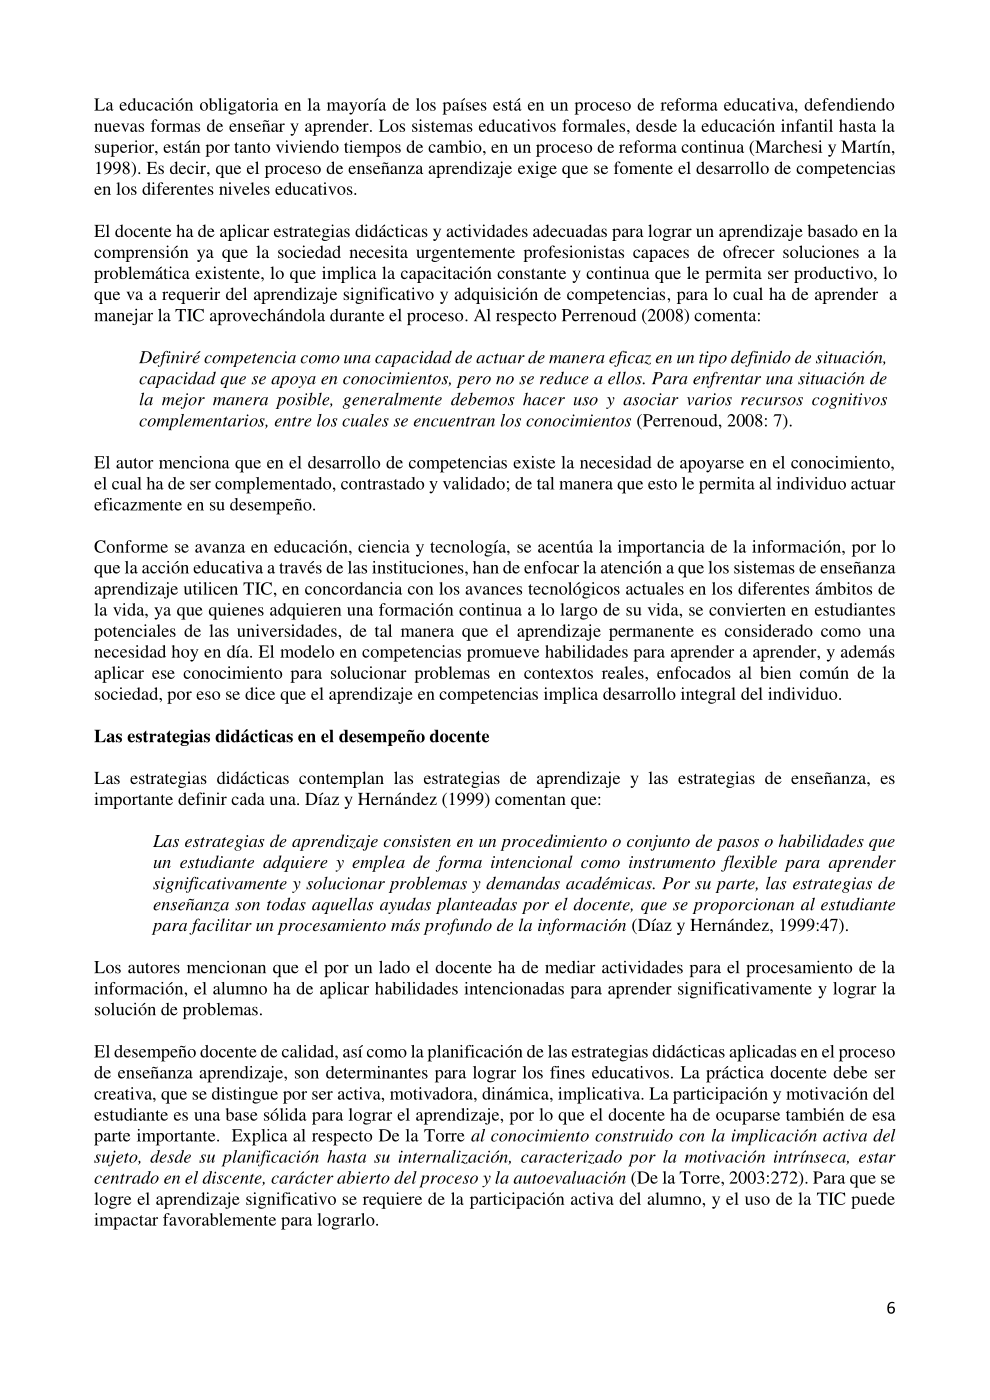 La educación obligatoria en la mayoría de los países está en un proceso de reforma educativa, defendiendo
nuevas formas de enseñar y aprender. Los sistemas educativos formales, desde la educación infantil hasta la
superior, están por tanto viviendo tiempos de cambio, en un proceso de reforma continua (Marchesi y Martín,
1998). Es decir, que el proceso de enseñanza aprendizaje exige que se fomente el desarrollo de competencias
en los diferentes niveles educativos.
El docente ha de aplicar estrategias didácticas y actividades adecuadas para lograr un aprendizaje basado en la
comprensión ya que la sociedad necesita urgentemente profesionistas capaces de ofrecer soluciones a la
problemática existente, lo que implica la capacitación constante y continua que le permita ser productivo, lo
que va a requerir del aprendizaje significativo y adquisición de competencias, para lo cual ha de aprender  a
manejar la TIC aprovechándola durante el proceso. Al respecto Perrenoud (2008) comenta:
Definiré competencia como una capacidad de actuar de manera eficaz en un tipo definido de situación,
capacidad que se apoya en conocimientos, pero no se reduce a ellos. Para enfrentar una situación de
la mejor manera posible, generalmente debemos hacer uso y asociar varios recursos cognitivos
complementarios, entre los cuales se encuentran los conocimientos (Perrenoud, 2008: 7).
El autor menciona que en el desarrollo de competencias existe la necesidad de apoyarse en el conocimiento,
el cual ha de ser complementado, contrastado y validado; de tal manera que esto le permita al individuo actuar
eficazmente en su desempeño.
Conforme se avanza en educación, ciencia y tecnología, se acentúa la importancia de la información, por lo
que la acción educativa a través de las instituciones, han de enfocar la atención a que los sistemas de enseñanza
aprendizaje utilicen TIC, en concordancia con los avances tecnológicos actuales en los diferentes ámbitos de
la vida, ya que quienes adquieren una formación continua a lo largo de su vida, se convierten en estudiantes
potenciales de las universidades, de tal manera que el aprendizaje permanente es considerado como una
necesidad hoy en día. El modelo en competencias promueve habilidades para aprender a aprender, y además
aplicar ese conocimiento para solucionar problemas en contextos reales, enfocados al bien común de la
sociedad, por eso se dice que el aprendizaje en competencias implica desarrollo integral del individuo.
Las estrategias didácticas en el desempeño docente
Las estrategias didácticas contemplan las estrategias de aprendizaje y las estrategias de enseñanza, es
importante definir cada una. Díaz y Hernández (1999) comentan que:
Las estrategias de aprendizaje consisten en un procedimiento o conjunto de pasos o habilidades que
un estudiante adquiere y emplea de forma intencional como instrumento flexible para aprender
significativamente y solucionar problemas y demandas académicas. Por su parte, las estrategias de
enseñanza son todas aquellas ayudas planteadas por el docente, que se proporcionan al estudiante
para facilitar un procesamiento más profundo de la información (Díaz y Hernández, 1999:47).
Los autores mencionan que el por un lado el docente ha de mediar actividades para el procesamiento de la
información, el alumno ha de aplicar habilidades intencionadas para aprender significativamente y lograr la
solución de problemas.
El desempeño docente de calidad, así como la planificación de las estrategias didácticas aplicadas en el proceso
de enseñanza aprendizaje, son determinantes para lograr los fines educativos. La práctica docente debe ser
creativa, que se distingue por ser activa, motivadora, dinámica, implicativa. La participación y motivación del
estudiante es una base sólida para lograr el aprendizaje, por lo que el docente ha de ocuparse también de esa
parte importante.  Explica al respecto De la Torre al conocimiento construido con la implicación activa del
sujeto, desde su planificación hasta su internalización, caracterizado por la motivación intrínseca, estar
centrado en el discente, carácter abierto del proceso y la autoevaluación (De la Torre, 2003:272). Para que se
logre el aprendizaje significativo se requiere de la participación activa del alumno, y el uso de la TIC puede
impactar favorablemente para lograrlo.
6